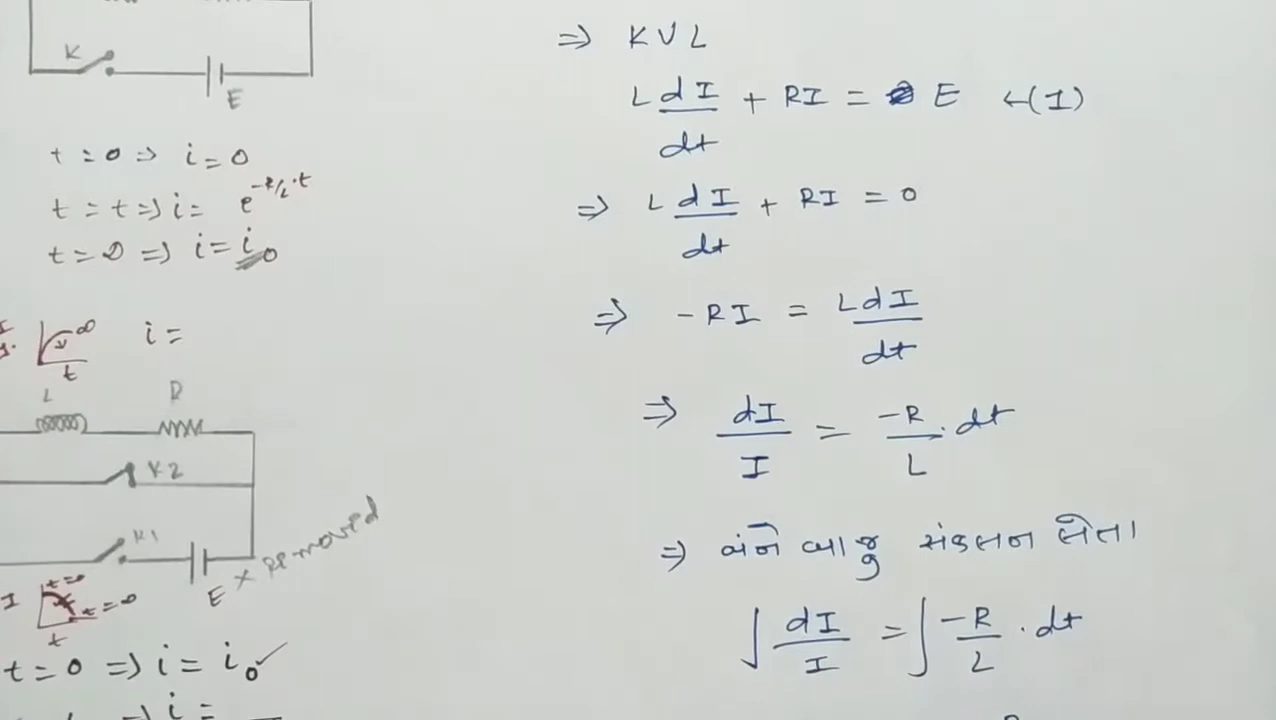 K
E
t = 0 ⇒ i = 0
t = t ⇒ i = e^-R/L·t
t = ∞ ⇒ i = i₀
I
∞
t
i =
L R
K2
K1
E × removed
I t=0
t=∞
t
t = 0 ⇒ i = i₀ ✓
i =
⇒ KVL
L dI/dt + RI = E ←(1)
⇒ L dI/dt + RI = 0
⇒ -RI = L dI/dt
⇒ dI/I = -R/L · dt
⇒ બંને બાજુ સંકલન લેતા
∫ dI/I = ∫ -R/L · dt